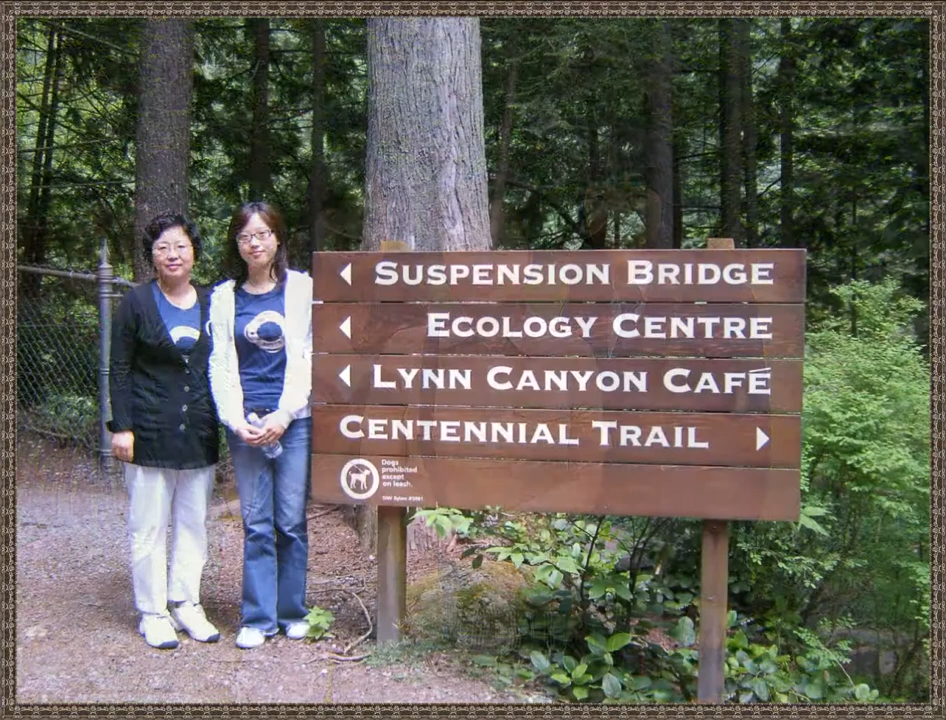 SUSPENSION BRIDGE
ECOLOGY CENTRE
LYNN CANYON CAFÉ
CENTENNIAL TRAIL
Dogs
prohibited
except
on leash.